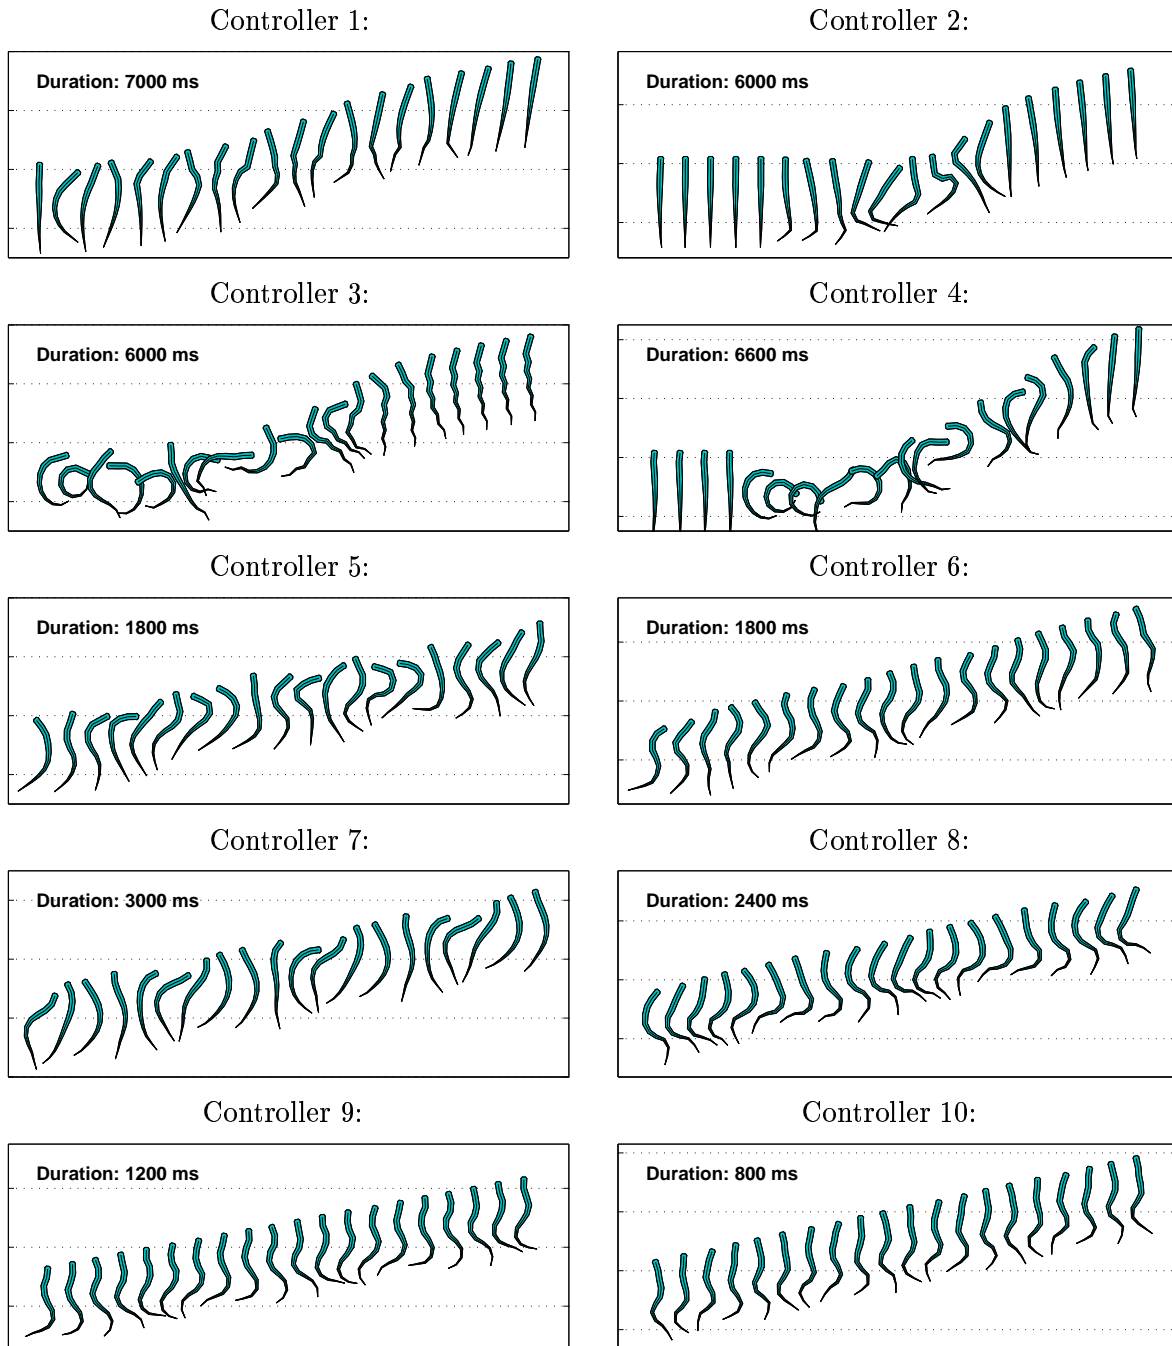 Controller 1:
Controller 2:
Duration: 7000 ms
Duration: 6000 ms
Controller 3:
Controller 4:
Duration: 6000 ms
Duration: 6600 ms
Controller 5:
Controller 6:
Duration: 1800 ms
Duration: 1800 ms
Controller 7:
Controller 8:
Duration: 3000 ms
Duration: 2400 ms
Controller 9:
Controller 10:
Duration: 1200 ms
Duration: 800 ms